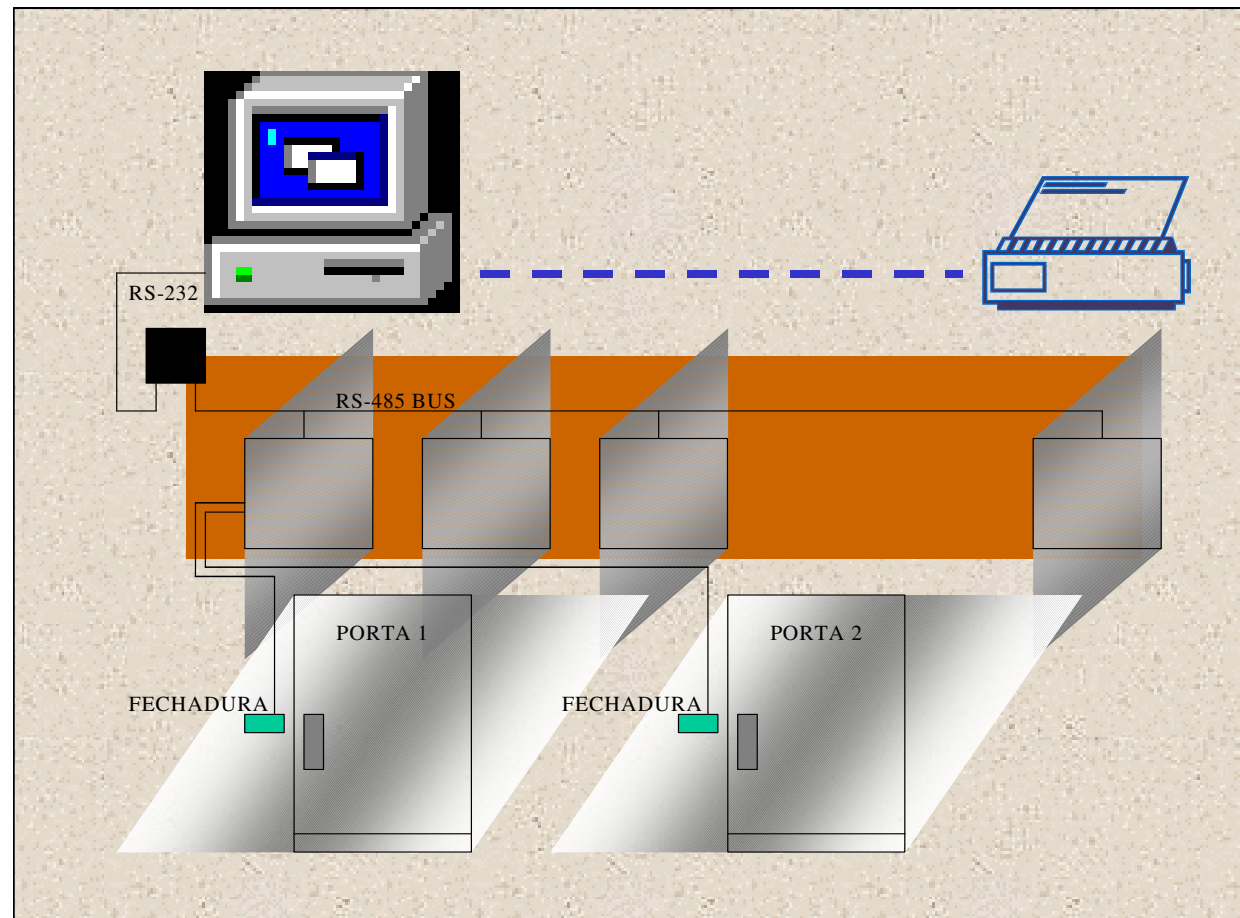 RS-232
RS-485 BUS
PORTA 1
PORTA 2
FECHADURA
FECHADURA